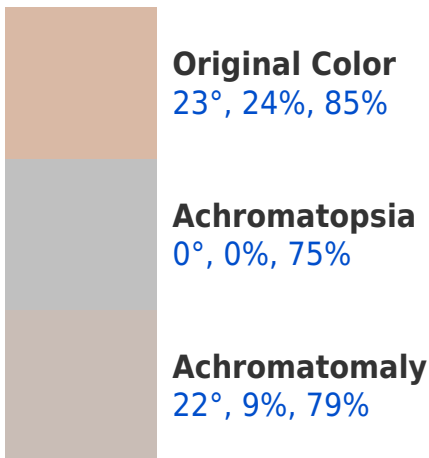 Original Color
23°, 24%, 85%
Achromatopsia
0°, 0%, 75%
Achromatomaly
22°, 9%, 79%